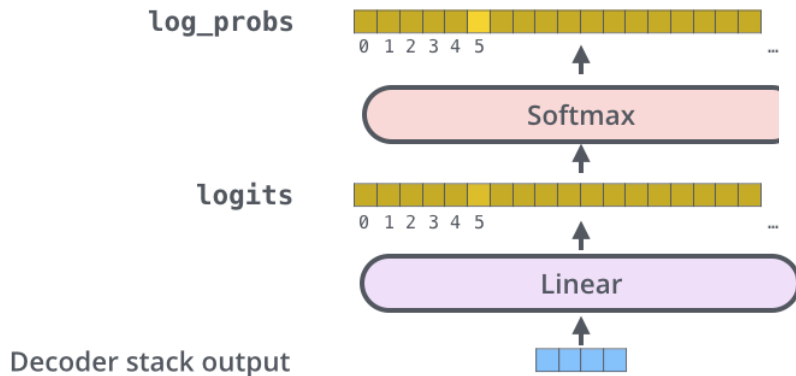 log_probs
0 1 2 3 4 5 …
Softmax
logits
0 1 2 3 4 5 …
Linear
Decoder stack output